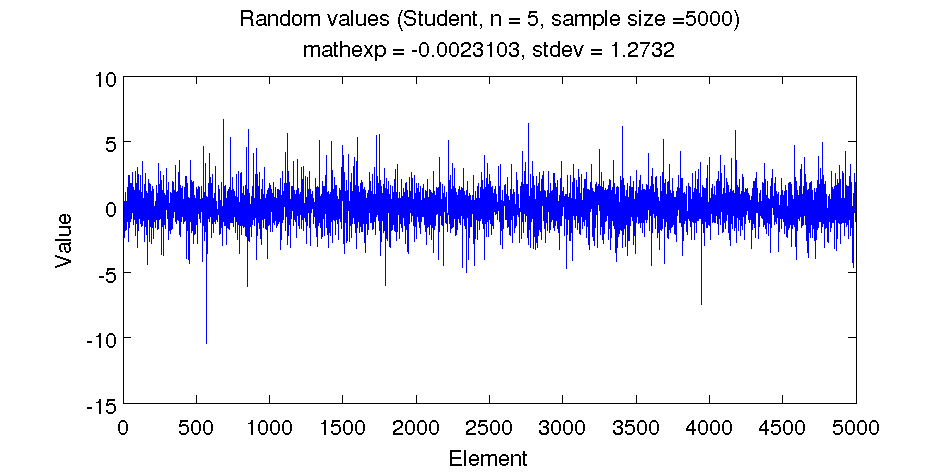 Random values (Student, n = 5, sample size =5000)
mathexp = -0.0023103, stdev = 1.2732
10
5
0
-5
-10
-15
Value
0 500 1000 1500 2000 2500 3000 3500 4000 4500 5000
Element